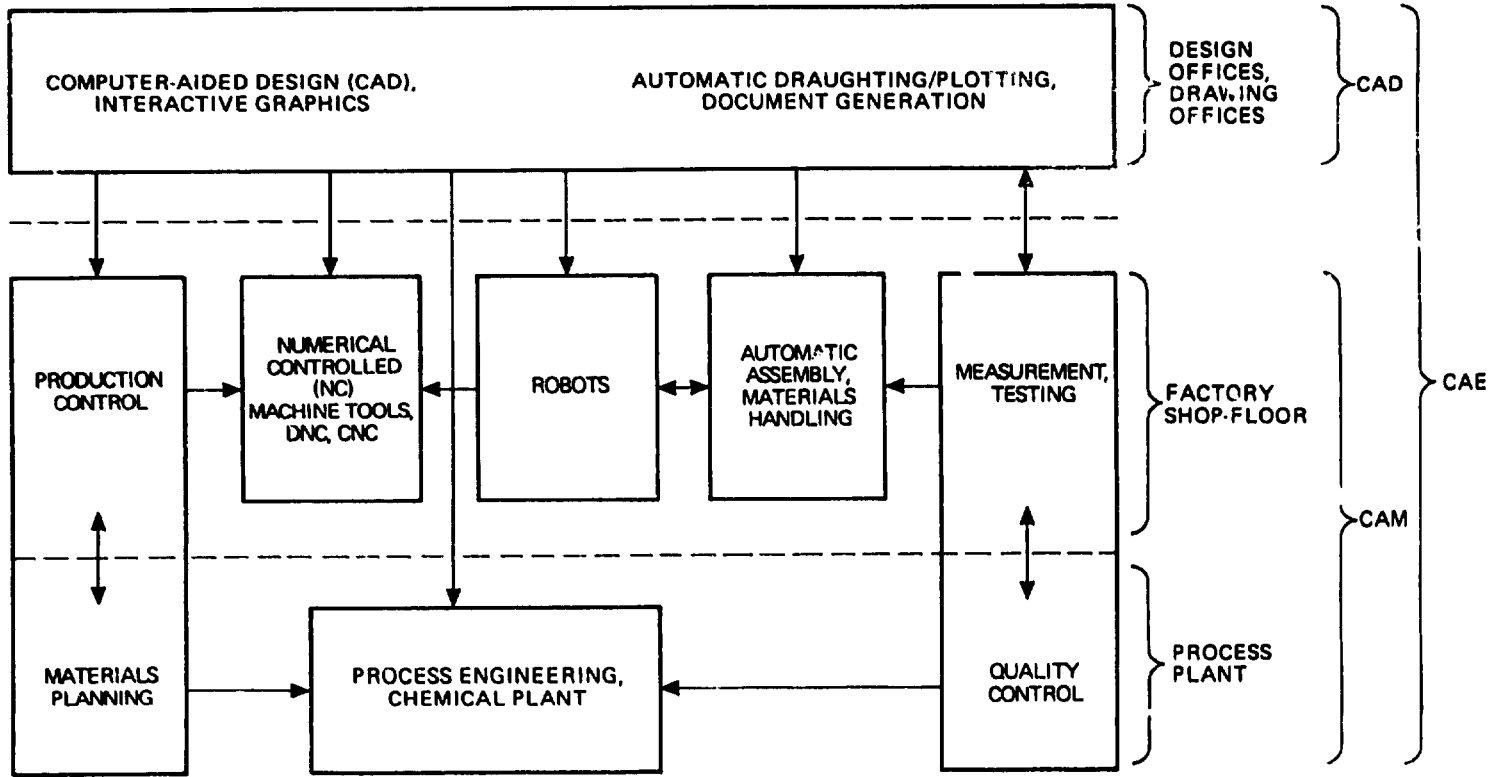 COMPUTER-AIDED DESIGN (CAD),
INTERACTIVE GRAPHICS
AUTOMATIC DRAUGHTING/PLOTTING,
DOCUMENT GENERATION
DESIGN
OFFICES,
DRAWING
OFFICES
CAD
PRODUCTION
CONTROL
NUMERICAL
CONTROLLED
(NC)
MACHINE TOOLS,
DNC, CNC
ROBOTS
AUTOMATIC
ASSEMBLY,
MATERIALS
HANDLING
MEASUREMENT,
TESTING
FACTORY
SHOP-FLOOR
CAE
CAM
MATERIALS
PLANNING
PROCESS ENGINEERING,
CHEMICAL PLANT
QUALITY
CONTROL
PROCESS
PLANT